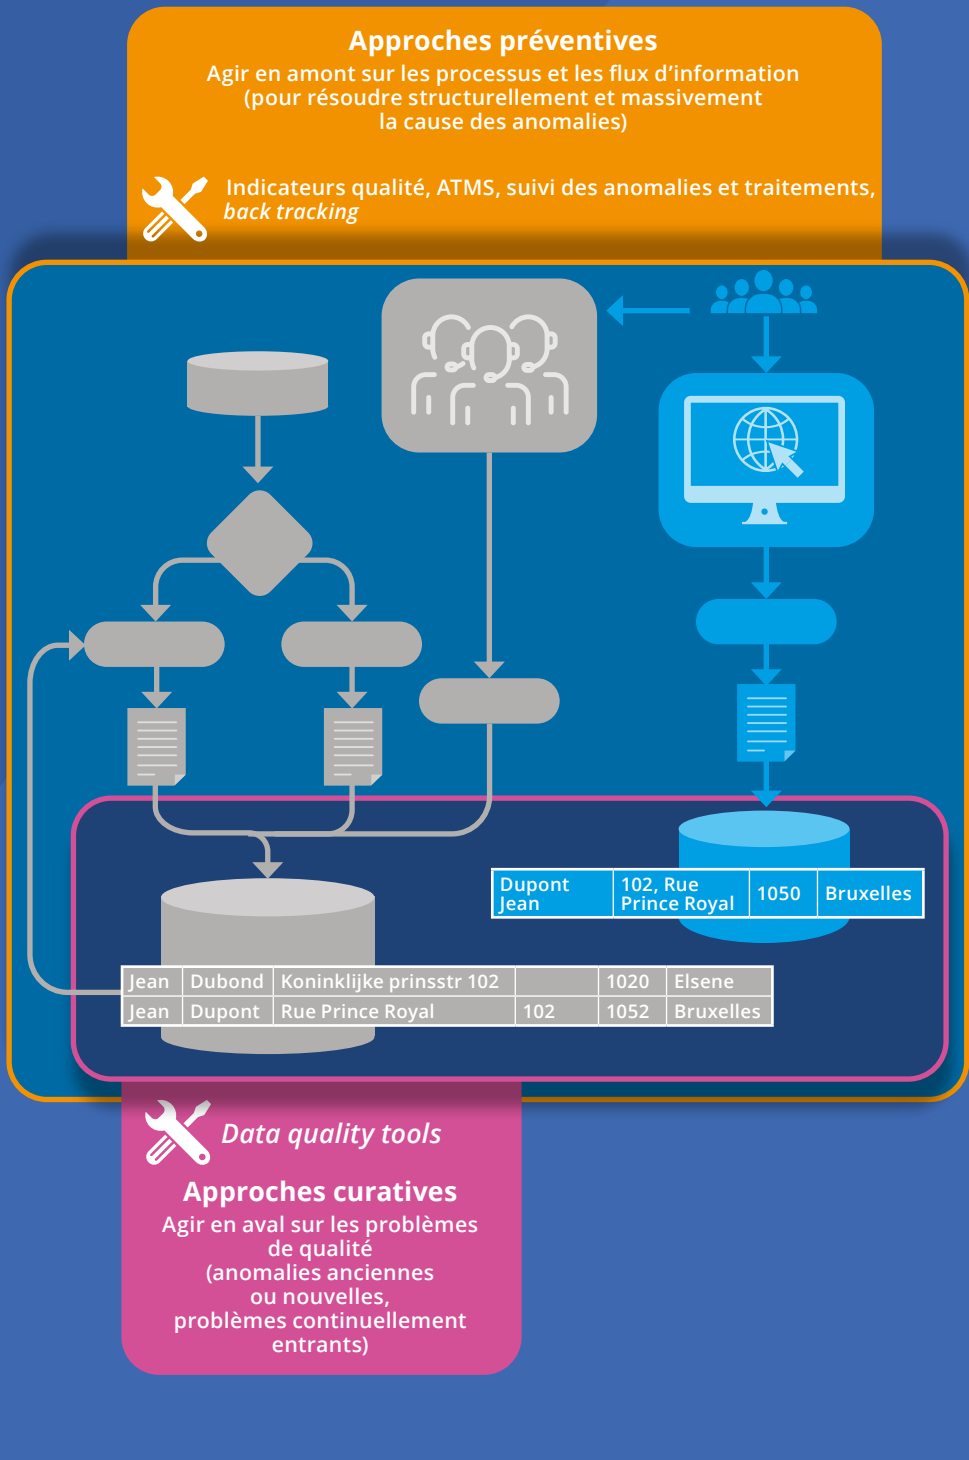 Approches préventives
Agir en amont sur les processus et les flux d’information
(pour résoudre structurellement et massivement
la cause des anomalies)
Indicateurs qualité, ATMS, suivi des anomalies et traitements,
back tracking
Dupont
Jean
102, Rue
Prince Royal
1050
Bruxelles
Jean Dubond Koninklijke prinsstr 102 1020 Elsene
Jean Dupont Rue Prince Royal 102 1052 Bruxelles
Data quality tools
Approches curatives
Agir en aval sur les problèmes
de qualité
(anomalies anciennes
ou nouvelles,
problèmes continuellement
entrants)